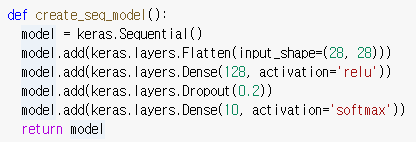 def create_seq_model():
  model = keras.Sequential()
  model.add(keras.layers.Flatten(input_shape=(28, 28)))
  model.add(keras.layers.Dense(128, activation='relu'))
  model.add(keras.layers.Dropout(0.2))
  model.add(keras.layers.Dense(10, activation='softmax'))
  return model